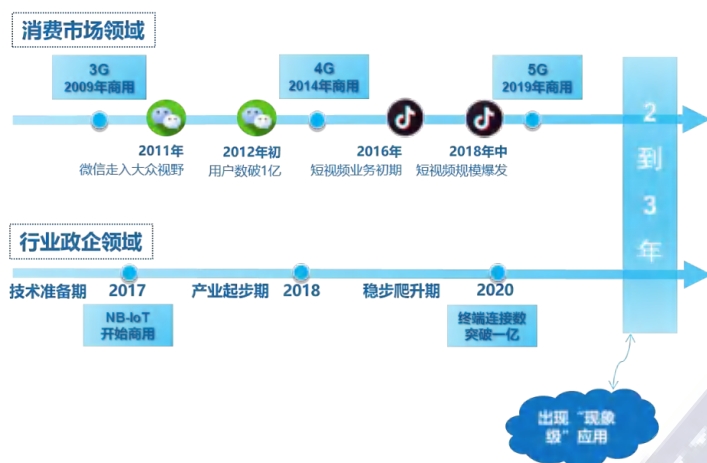 消费市场领域
3G
2009年商用
4G
2014年商用
5G
2019年商用
2011年
微信走入大众视野
2012年初
用户数破1亿
2016年
短视频业务初期
2018年中
短视频规模爆发
2
到
3
年
行业政企领域
技术准备期
2017
产业起步期
2018
稳步爬升期
2020
NB-IoT
开始商用
终端连接数
突破一亿
出现“现象
级”应用